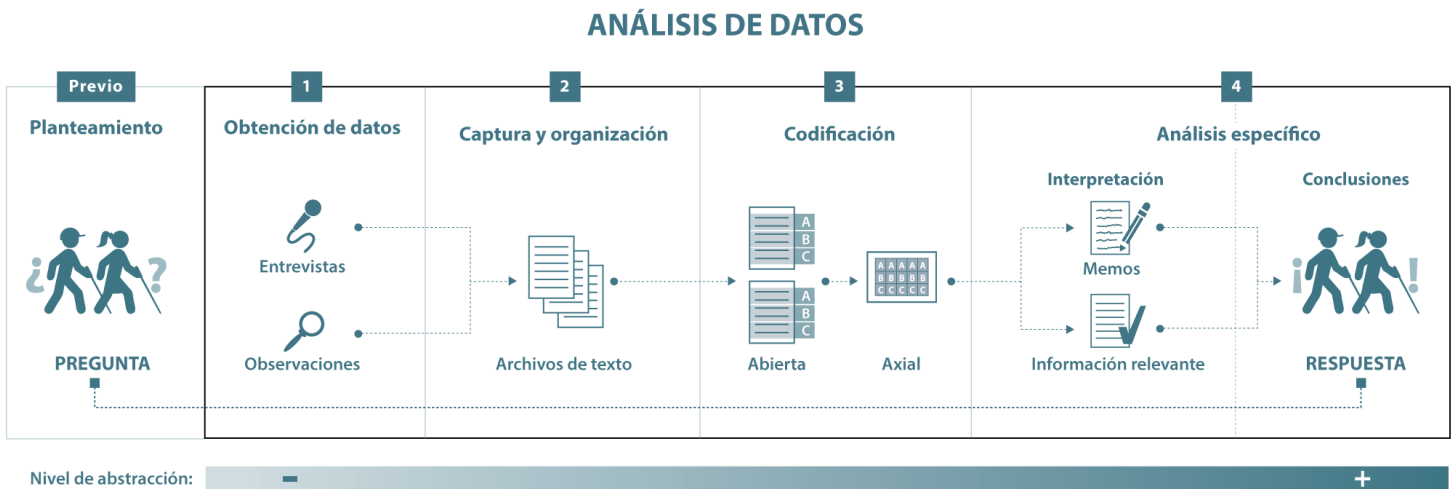 ANÁLISIS DE DATOS
Previo
Planteamiento
¿ ?
PREGUNTA
1
Obtención de datos
Entrevistas
Observaciones
2
Captura y organización
Archivos de texto
3
Codificación
A
B
C
A
B
C
Abierta
A A A A A
B B B B B
C C C C C
Axial
4
Análisis específico
Interpretación
Memos
Información relevante
Conclusiones
¡ !
RESPUESTA
Nivel de abstracción:
- +